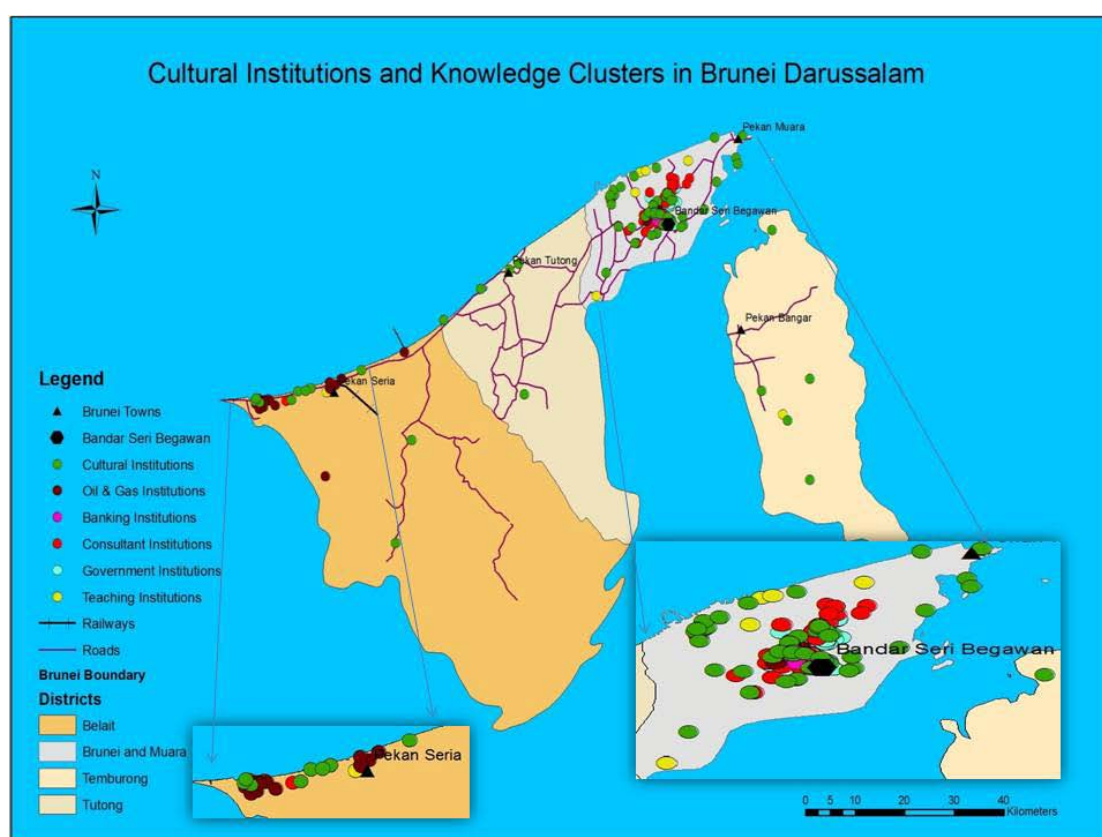 Cultural Institutions and Knowledge Clusters in Brunei Darussalam
N
Pekan Muara
Bandar Seri Begawan
Pekan Tutong
Pekan Bangar
Pekan Seria
Legend
Brunei Towns
Bandar Seri Begawan
Cultural Institutions
Oil & Gas Institutions
Banking Institutions
Consultant Institutions
Government Institutions
Teaching Institutions
Railways
Roads
Brunei Boundary
Districts
Belait
Brunei and Muara
Temburong
Tutong
Pekan Seria
Bandar Seri Begawan
0 5 10 20 30 40
Kilometers